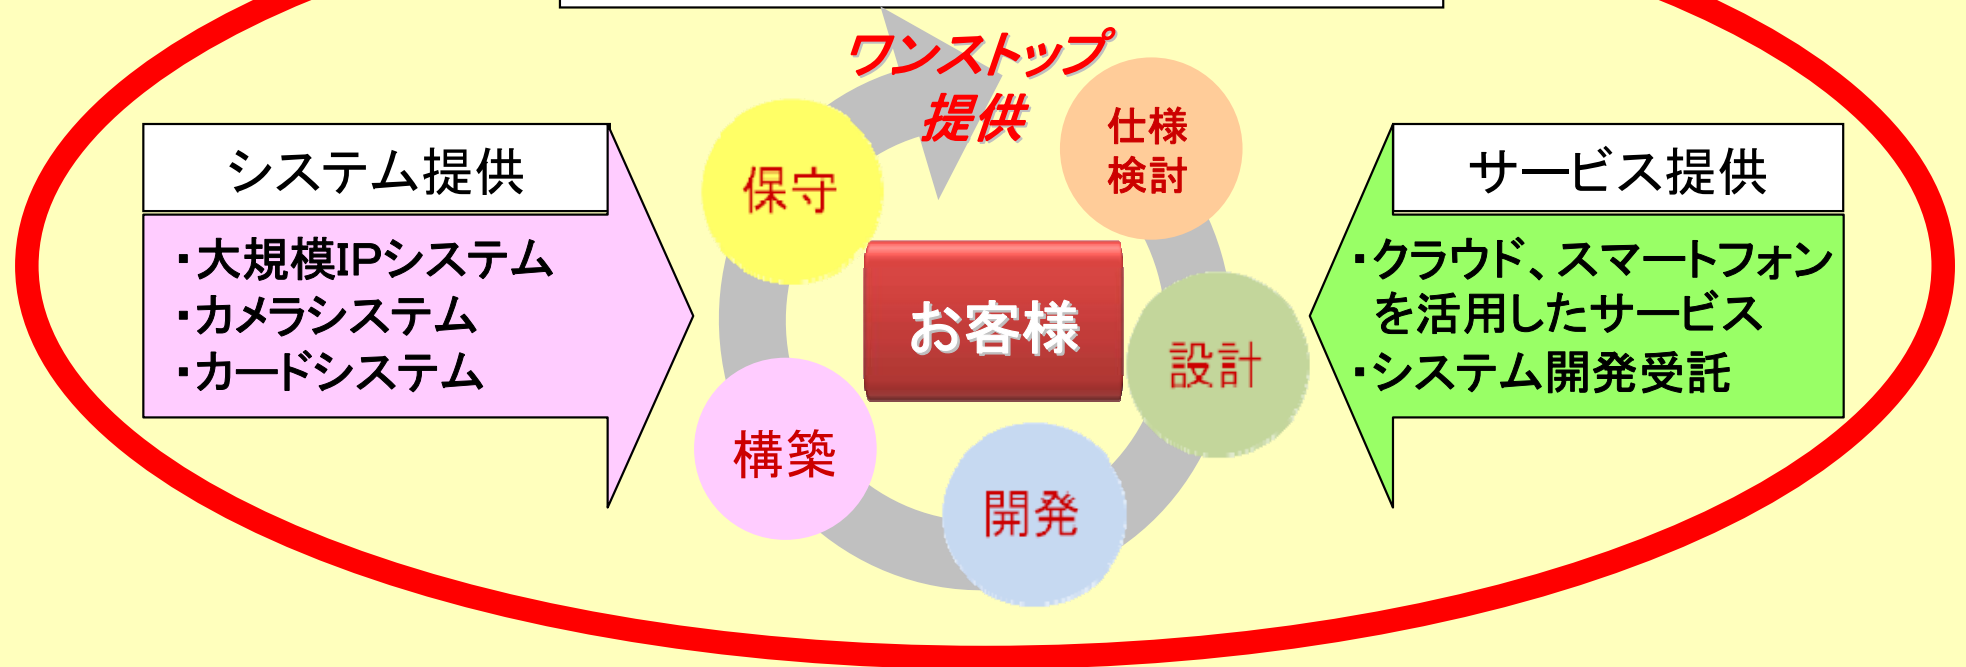 ワンストップ
提供
システム提供
・大規模IPシステム
・カメラシステム
・カードシステム
保守
仕様
検討
お客様
設計
構築
開発
サービス提供
・クラウド、スマートフォン
を活用したサービス
・システム開発受託